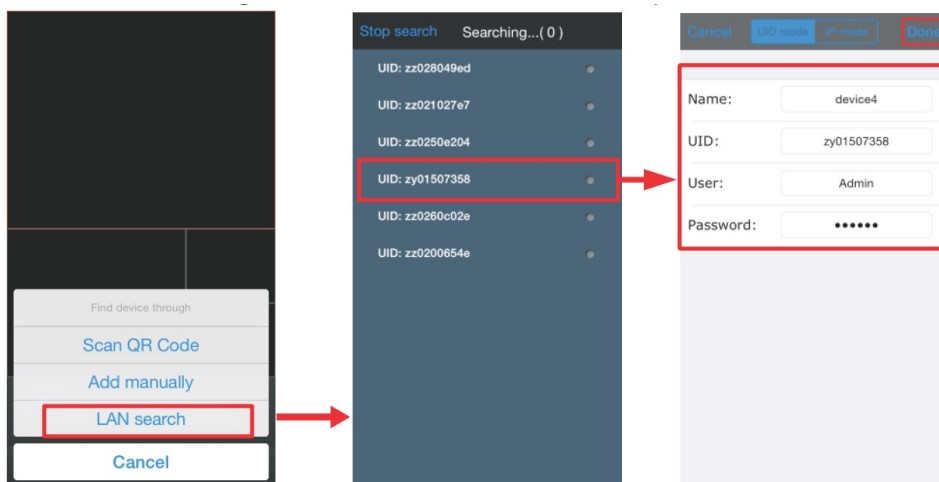 Find device through
Scan QR Code
Add manually
LAN search
Cancel
Stop search Searching...( 0 )
UID: zz028049ed
UID: zz021027e7
UID: zz0250e204
UID: zy01507358
UID: zz0260c02e
UID: zz0200654e
Cancel UID mode IP mode Done
Name: device4
UID: zy01507358
User: Admin
Password: ••••••